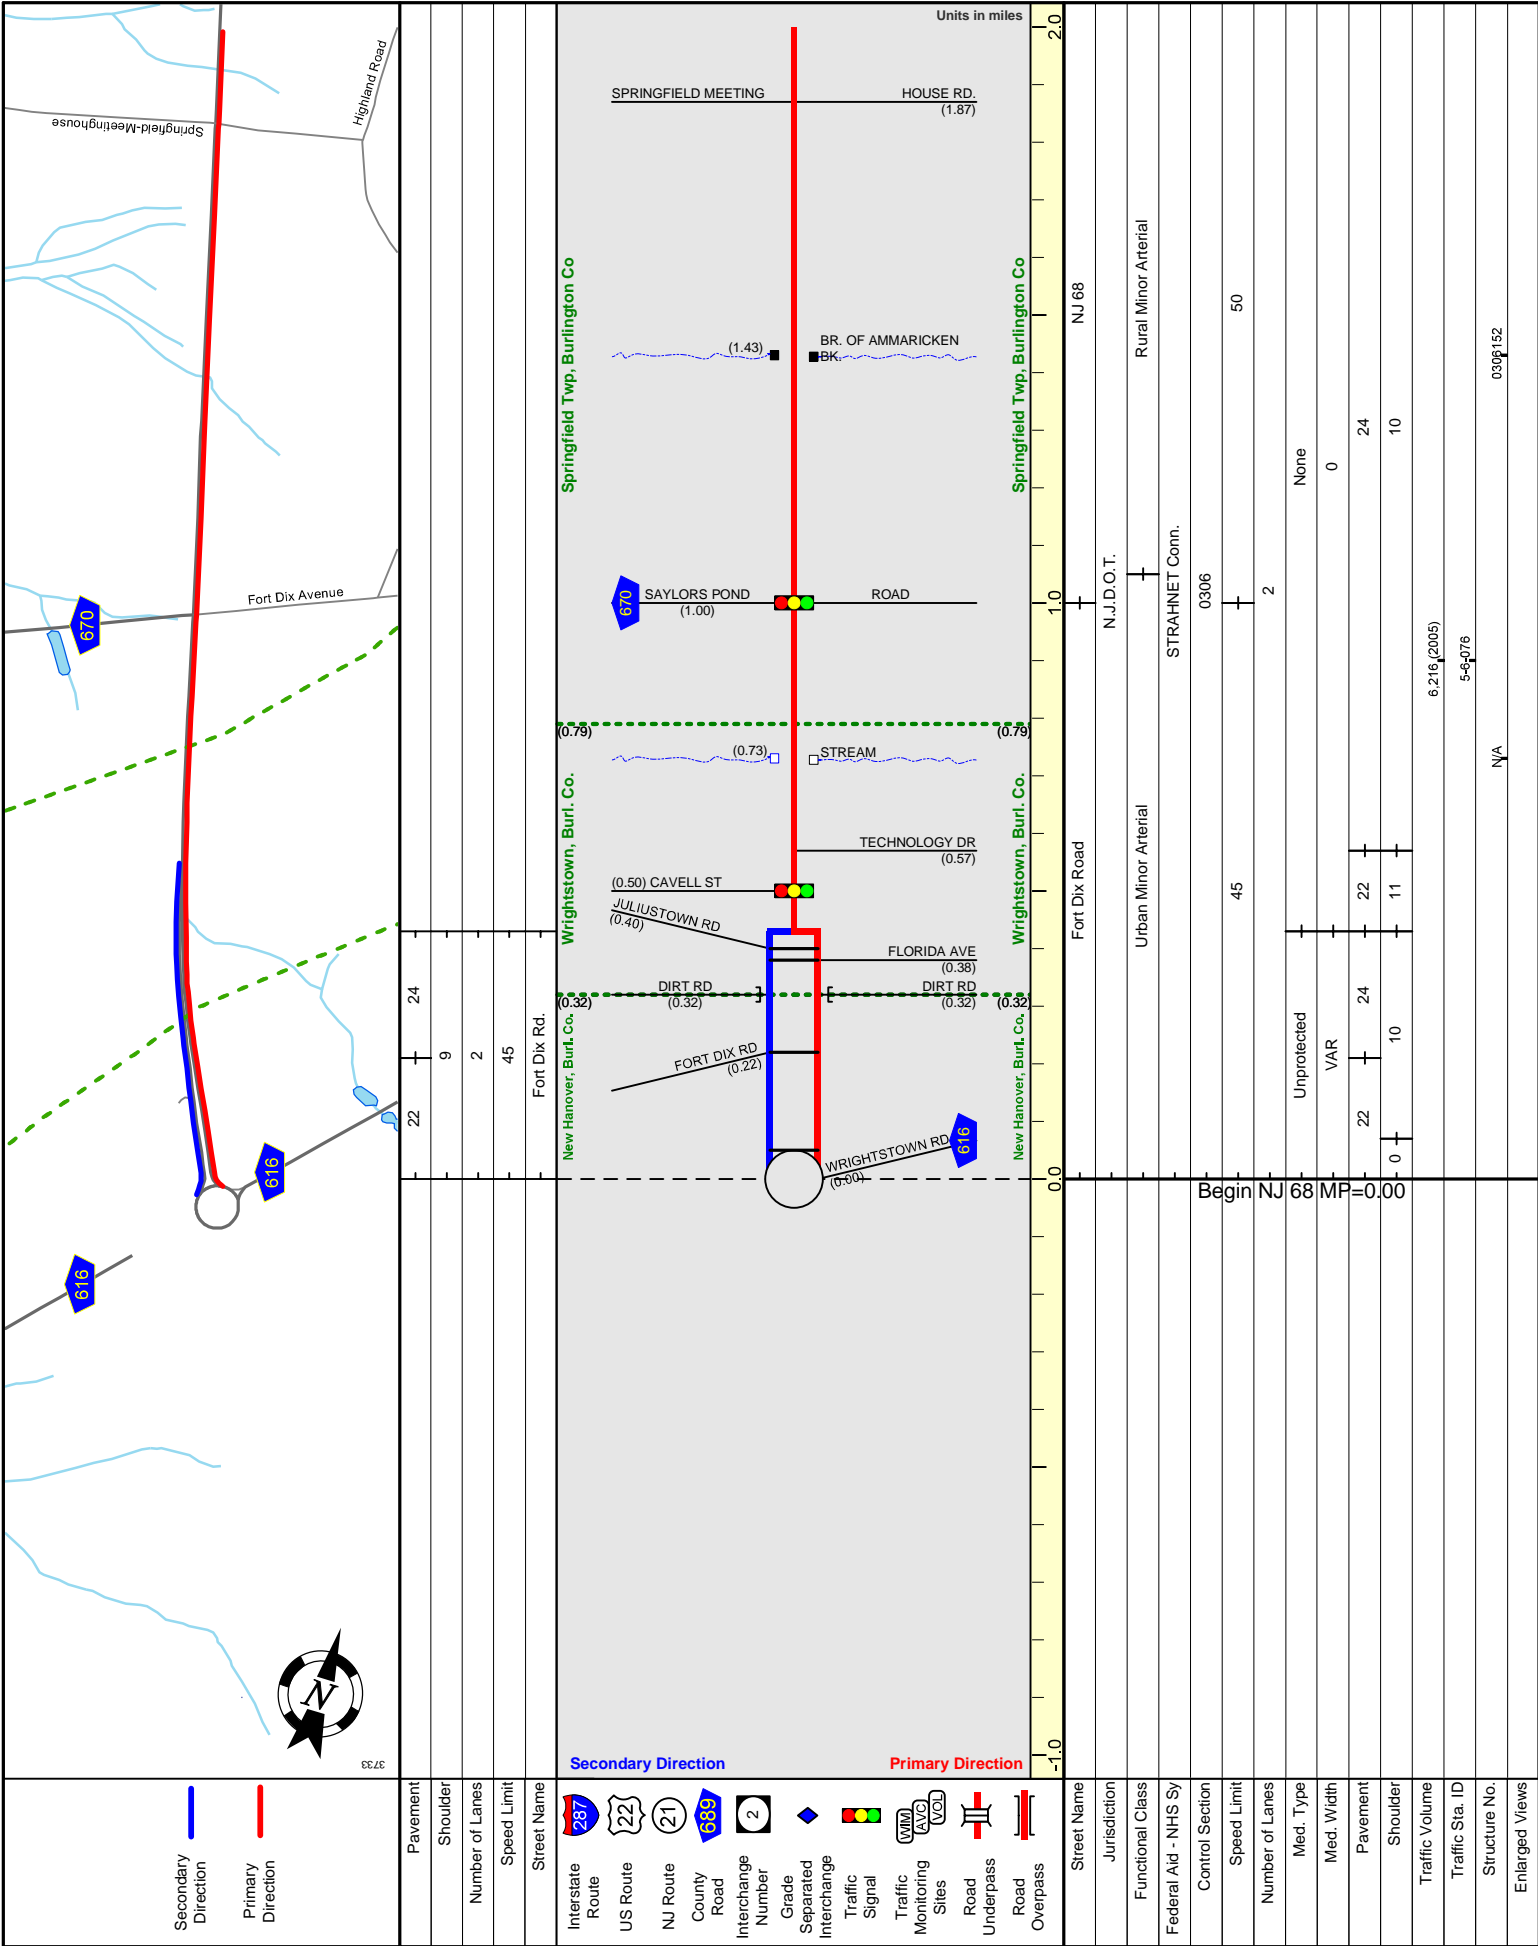 Units in miles
Highland Road
Springfield-Meetinghouse
670
Fort Dix Avenue
616
616
3733
Secondary
Direction
Primary
Direction
24
22
9
2
45
Fort Dix Rd.
Pavement
Shoulder
Number of Lanes
Speed Limit
Street Name
SPRINGFIELD MEETING HOUSE RD.
(1.87)
Springfield Twp, Burlington Co
Springfield Twp, Burlington Co
(1.43)
BR. OF AMMARICKEN
BK.
670
SAYLORS POND ROAD
(1.00)
(0.79)
(0.79)
(0.73)
STREAM
Wrightstown, Burl. Co.
Wrightstown, Burl. Co.
TECHNOLOGY DR
(0.57)
(0.50) CAVELL ST
JULIUSTOWN RD
(0.40)
FLORIDA AVE
(0.38)
DIRT RD
(0.32)
DIRT RD
(0.32)
(0.32)
(0.32)
New Hanover, Burl. Co.
New Hanover, Burl. Co.
FORT DIX RD
(0.22)
616
WRIGHTSTOWN RD
(0.00)
Secondary Direction
Primary Direction
2.0
1.0
0.0
-1.0
287
Interstate
Route
22
US Route
21
NJ Route
689
County
Road
2
Interchange
Number
Grade
Separated
Interchange
Traffic
Signal
WIM
AVC
VOL
Traffic
Monitoring
Sites
Road
Underpass
Road
Overpass
NJ 68
Fort Dix Road
N.J.D.O.T.
Rural Minor Arterial
Urban Minor Arterial
STRAHNET Conn.
0306
50
45
2
None
Unprotected
0
VAR
24
22
24
22
10
11
10
0
6,216 (2005)
5-6-076
0306152
N/A
Begin NJ 68 MP=0.00
Street Name
Jurisdiction
Functional Class
Federal Aid - NHS Sy
Control Section
Speed Limit
Number of Lanes
Med. Type
Med. Width
Pavement
Shoulder
Traffic Volume
Traffic Sta. ID
Structure No.
Enlarged Views
N